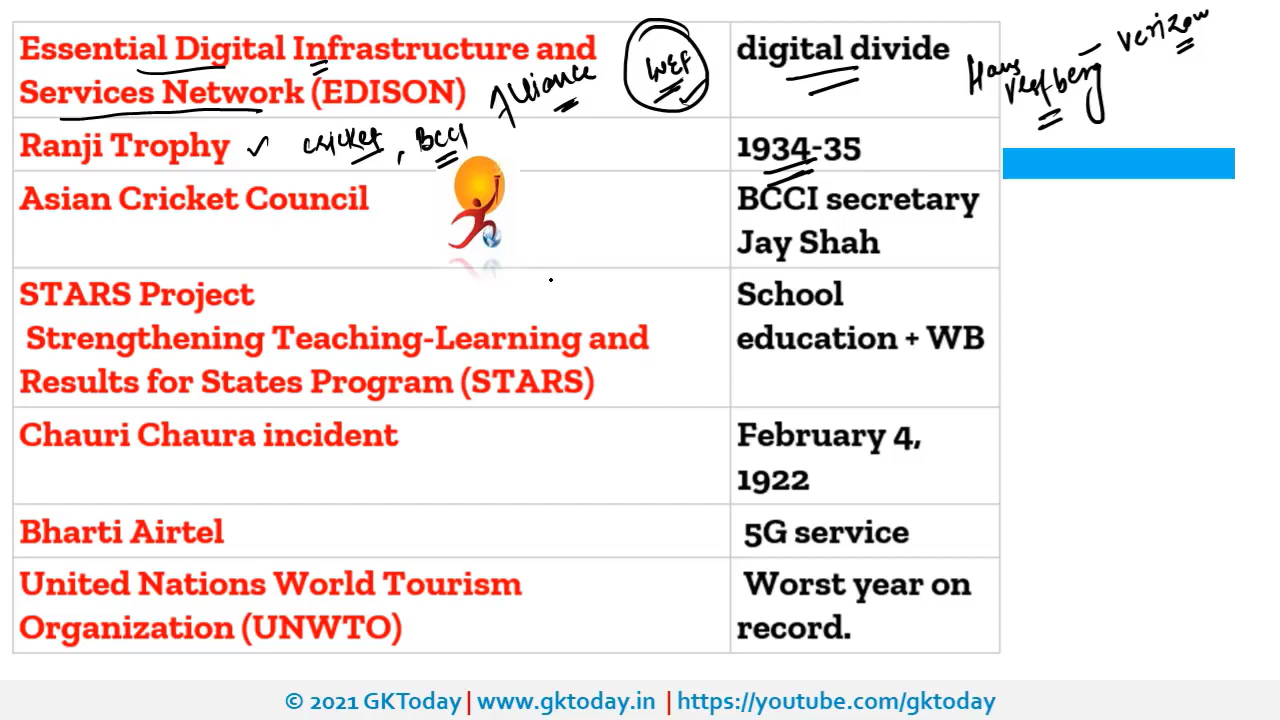 Essential Digital Infrastructure and
Services Network (EDISON)
Alliance
WEF
digital divide
Hans
Vestberg
- Verizon
Ranji Trophy ✓ cricket, BCCI
1934-35
Asian Cricket Council
BCCI secretary
Jay Shah
STARS Project
Strengthening Teaching-Learning and
Results for States Program (STARS)
School
education + WB
Chauri Chaura incident
February 4,
1922
Bharti Airtel
5G service
United Nations World Tourism
Organization (UNWTO)
Worst year on
record.
© 2021 GKToday | www.gktoday.in | https://youtube.com/gktoday